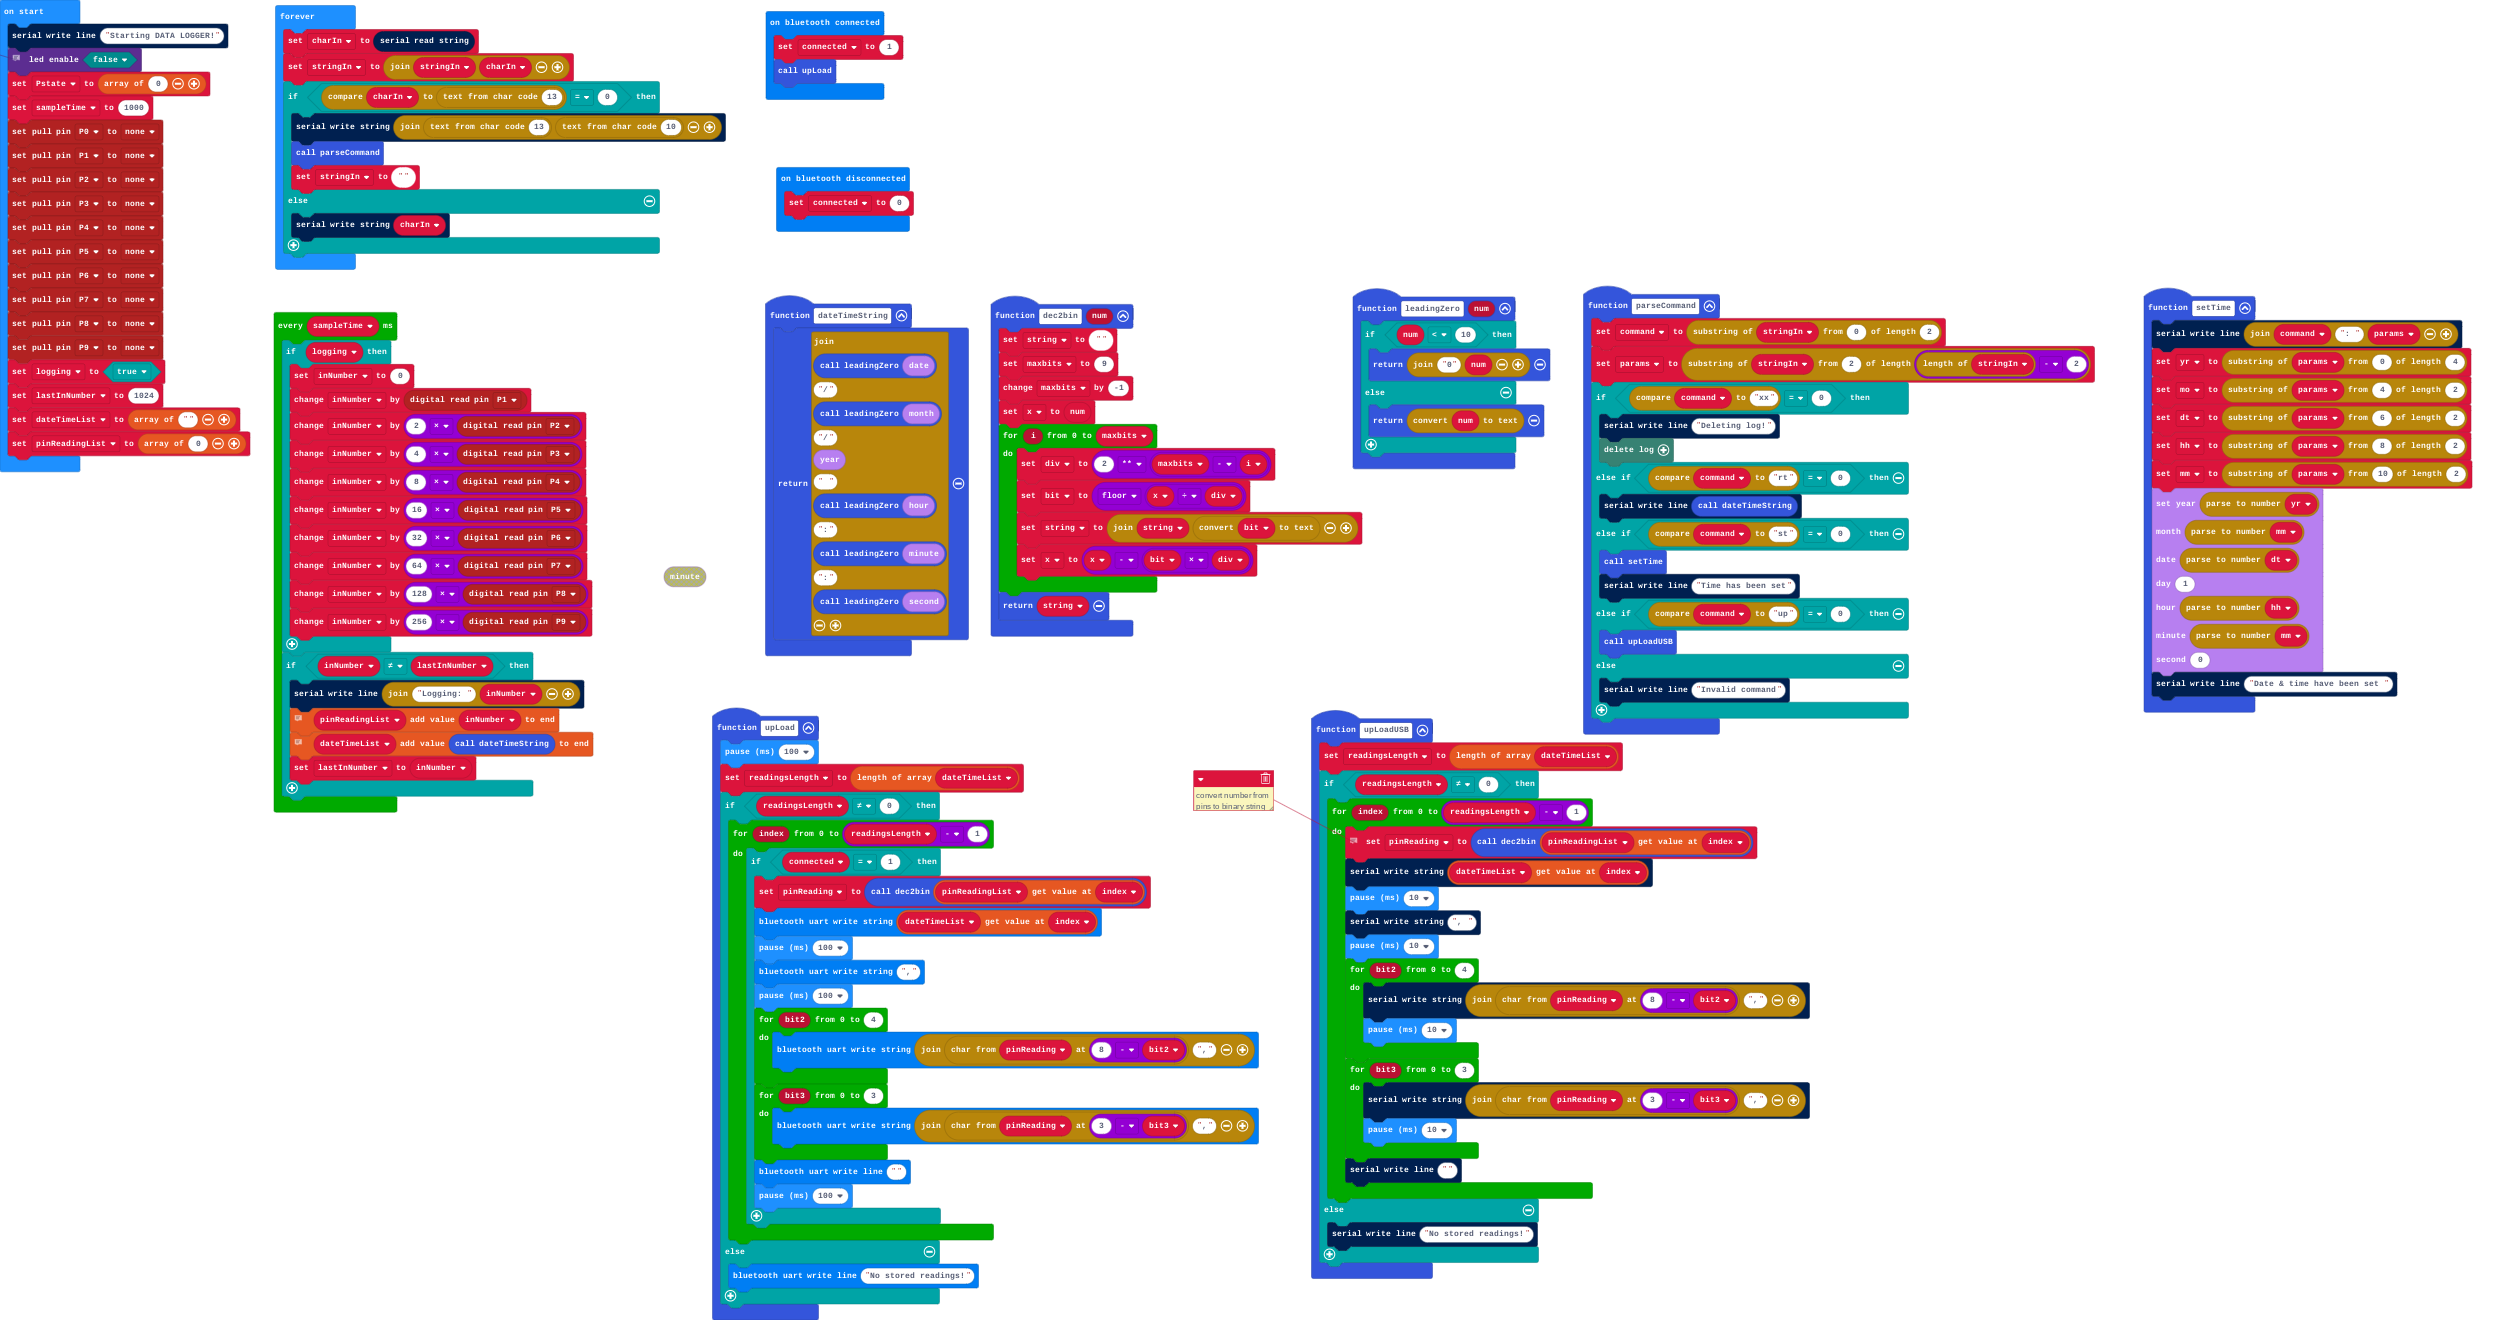 on start
serial write line "Starting DATA LOGGER!"
led enable false
set Pstate to array of 0
set sampleTime to 1000
set pull pin P0 to none
set pull pin P1 to none
set pull pin P2 to none
set pull pin P3 to none
set pull pin P4 to none
set pull pin P5 to none
set pull pin P6 to none
set pull pin P7 to none
set pull pin P8 to none
set pull pin P9 to none
set logging to true
set lastInNumber to 1024
set dateTimeList to array of ""
set pinReadingList to array of 0
forever
set charIn to serial read string
set stringIn to join stringIn charIn
if compare charIn to text from char code 13 = 0 then
serial write string join text from char code 13 text from char code 10
call parseCommand
set stringIn to ""
else
serial write string charIn
on bluetooth connected
set connected to 1
call upLoad
on bluetooth disconnected
set connected to 0
every sampleTime ms
if logging then
set inNumber to 0
change inNumber by digital read pin P1
change inNumber by 2 × digital read pin P2
change inNumber by 4 × digital read pin P3
change inNumber by 8 × digital read pin P4
change inNumber by 16 × digital read pin P5
change inNumber by 32 × digital read pin P6
change inNumber by 64 × digital read pin P7
change inNumber by 128 × digital read pin P8
change inNumber by 256 × digital read pin P9
if inNumber ≠ lastInNumber then
serial write line join "Logging: " inNumber
pinReadingList add value inNumber to end
dateTimeList add value call dateTimeString to end
set lastInNumber to inNumber
minute
function dateTimeString
return
join
call leadingZero date
"/"
call leadingZero month
"/"
year
" "
call leadingZero hour
":"
call leadingZero minute
":"
call leadingZero second
function dec2bin num
set string to ""
set maxbits to 9
change maxbits by -1
set x to num
for i from 0 to maxbits
do
set div to 2 ** maxbits - i
set bit to floor x ÷ div
set string to join string convert bit to text
set x to x - bit × div
return string
function leadingZero num
if num < 10 then
return join "0" num
else
return convert num to text
function parseCommand
set command to substring of stringIn from 0 of length 2
set params to substring of stringIn from 2 of length length of stringIn - 2
if compare command to "xx" = 0 then
serial write line "Deleting log!"
delete log
else if compare command to "rt" = 0 then
serial write line call dateTimeString
else if compare command to "st" = 0 then
call setTime
serial write line "Time has been set"
else if compare command to "up" = 0 then
call upLoadUSB
else
serial write line "Invalid command"
function setTime
serial write line join command ": " params
set yr to substring of params from 0 of length 4
set mo to substring of params from 4 of length 2
set dt to substring of params from 6 of length 2
set hh to substring of params from 8 of length 2
set mm to substring of params from 10 of length 2
set year parse to number yr
month parse to number mm
date parse to number dt
day 1
hour parse to number hh
minute parse to number mm
second 0
serial write line "Date & time have been set "
function upLoad
pause (ms) 100
set readingsLength to length of array dateTimeList
if readingsLength ≠ 0 then
for index from 0 to readingsLength - 1
do
if connected = 1 then
set pinReading to call dec2bin pinReadingList get value at index
bluetooth uart write string dateTimeList get value at index
pause (ms) 100
bluetooth uart write string ","
pause (ms) 100
for bit2 from 0 to 4
do
bluetooth uart write string join char from pinReading at 8 - bit2 ","
for bit3 from 0 to 3
do
bluetooth uart write string join char from pinReading at 3 - bit3 ","
bluetooth uart write line ""
pause (ms) 100
else
bluetooth uart write line "No stored readings!"
convert number from
pins to binary string
function upLoadUSB
set readingsLength to length of array dateTimeList
if readingsLength ≠ 0 then
for index from 0 to readingsLength - 1
do
set pinReading to call dec2bin pinReadingList get value at index
serial write string dateTimeList get value at index
pause (ms) 10
serial write string ", "
pause (ms) 10
for bit2 from 0 to 4
do
serial write string join char from pinReading at 8 - bit2 ","
pause (ms) 10
for bit3 from 0 to 3
do
serial write string join char from pinReading at 3 - bit3 ","
pause (ms) 10
serial write line ""
else
serial write line "No stored readings!"